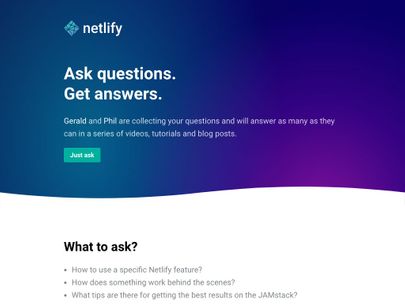 netlify
Ask questions.
Get answers.
Gerald and Phil are collecting your questions and will answer as many as they
can in a series of videos, tutorials and blog posts.
Just ask
What to ask?
• How to use a specific Netlify feature?
• How does something work behind the scenes?
• What tips are there for getting the best results on the JAMstack?